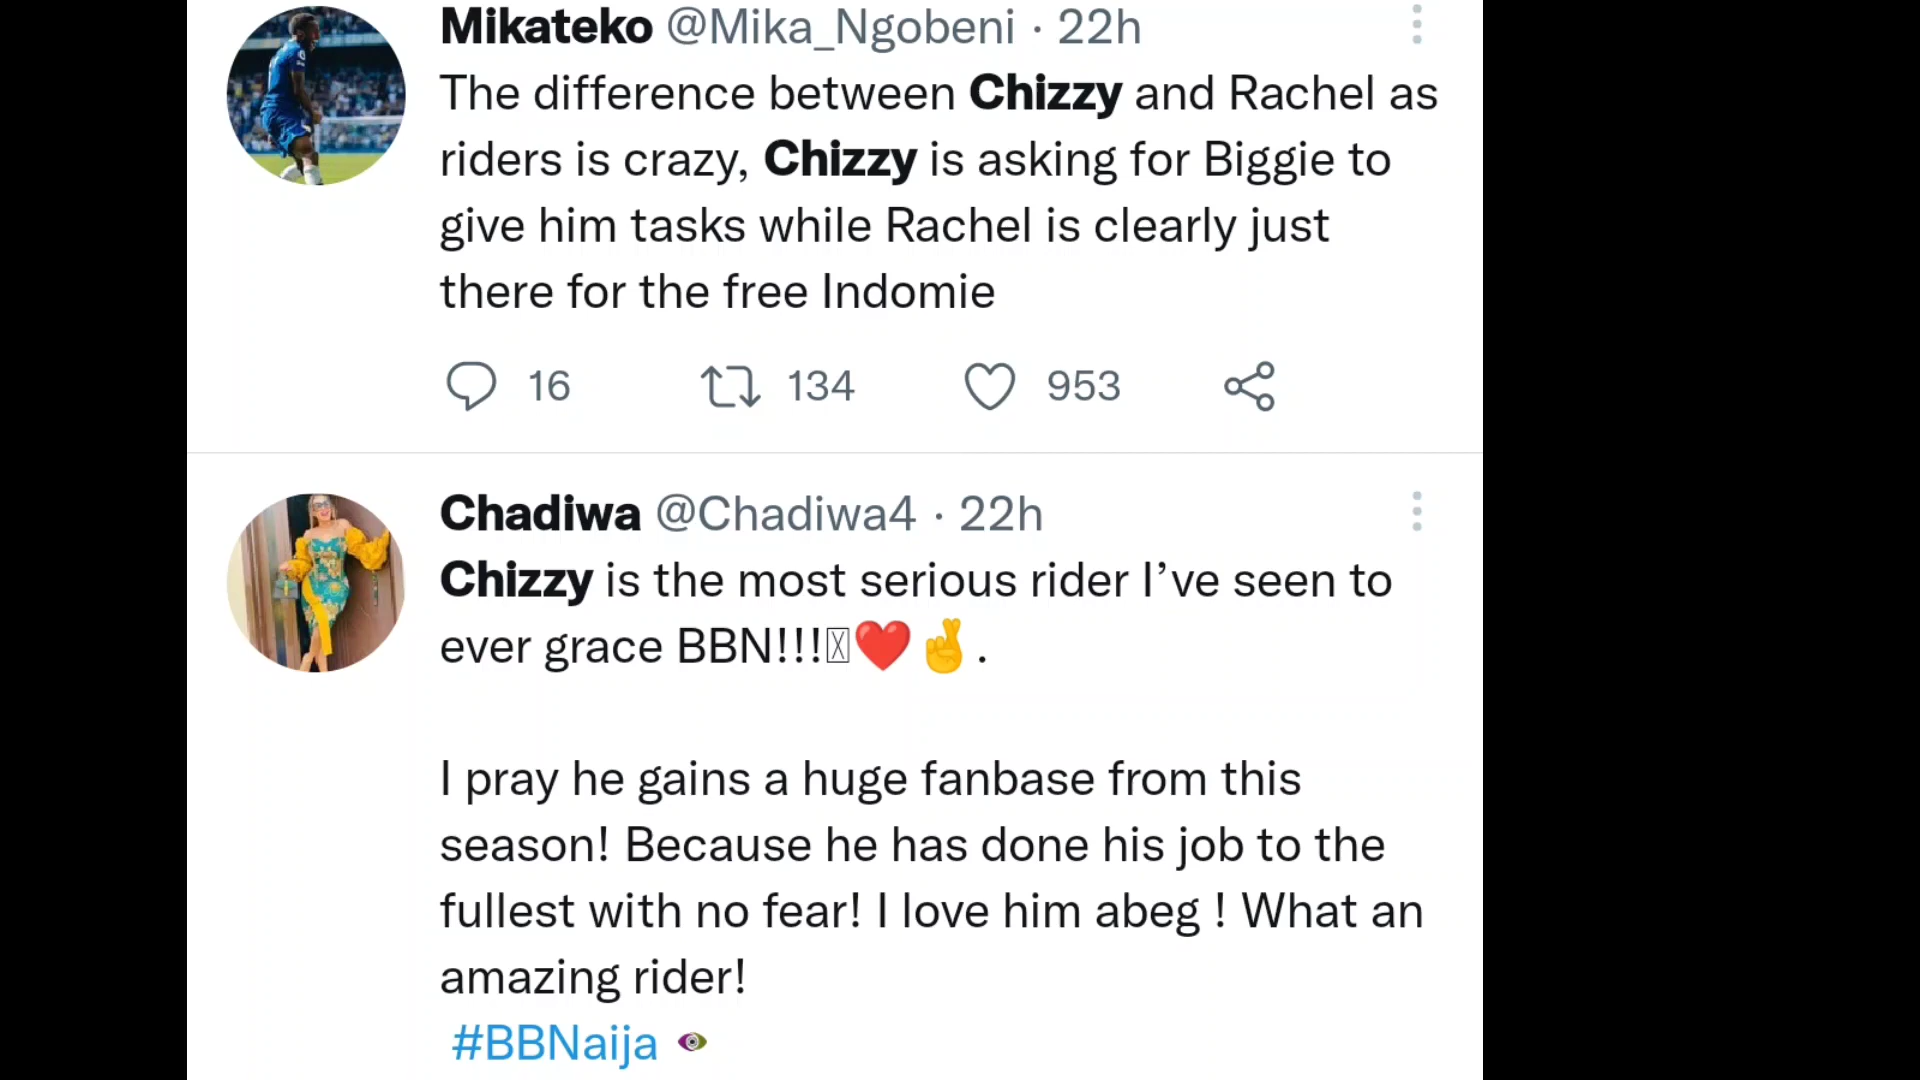 Mikateko @Mika_Ngobeni · 22h
The difference between Chizzy and Rachel as
riders is crazy, Chizzy is asking for Biggie to
give him tasks while Rachel is clearly just
there for the free Indomie
16 134 953
Chadiwa @Chadiwa4 · 22h
Chizzy is the most serious rider I’ve seen to
ever grace BBN!!!❤️🤞.
I pray he gains a huge fanbase from this
season! Because he has done his job to the
fullest with no fear! I love him abeg ! What an
amazing rider!
#BBNaija